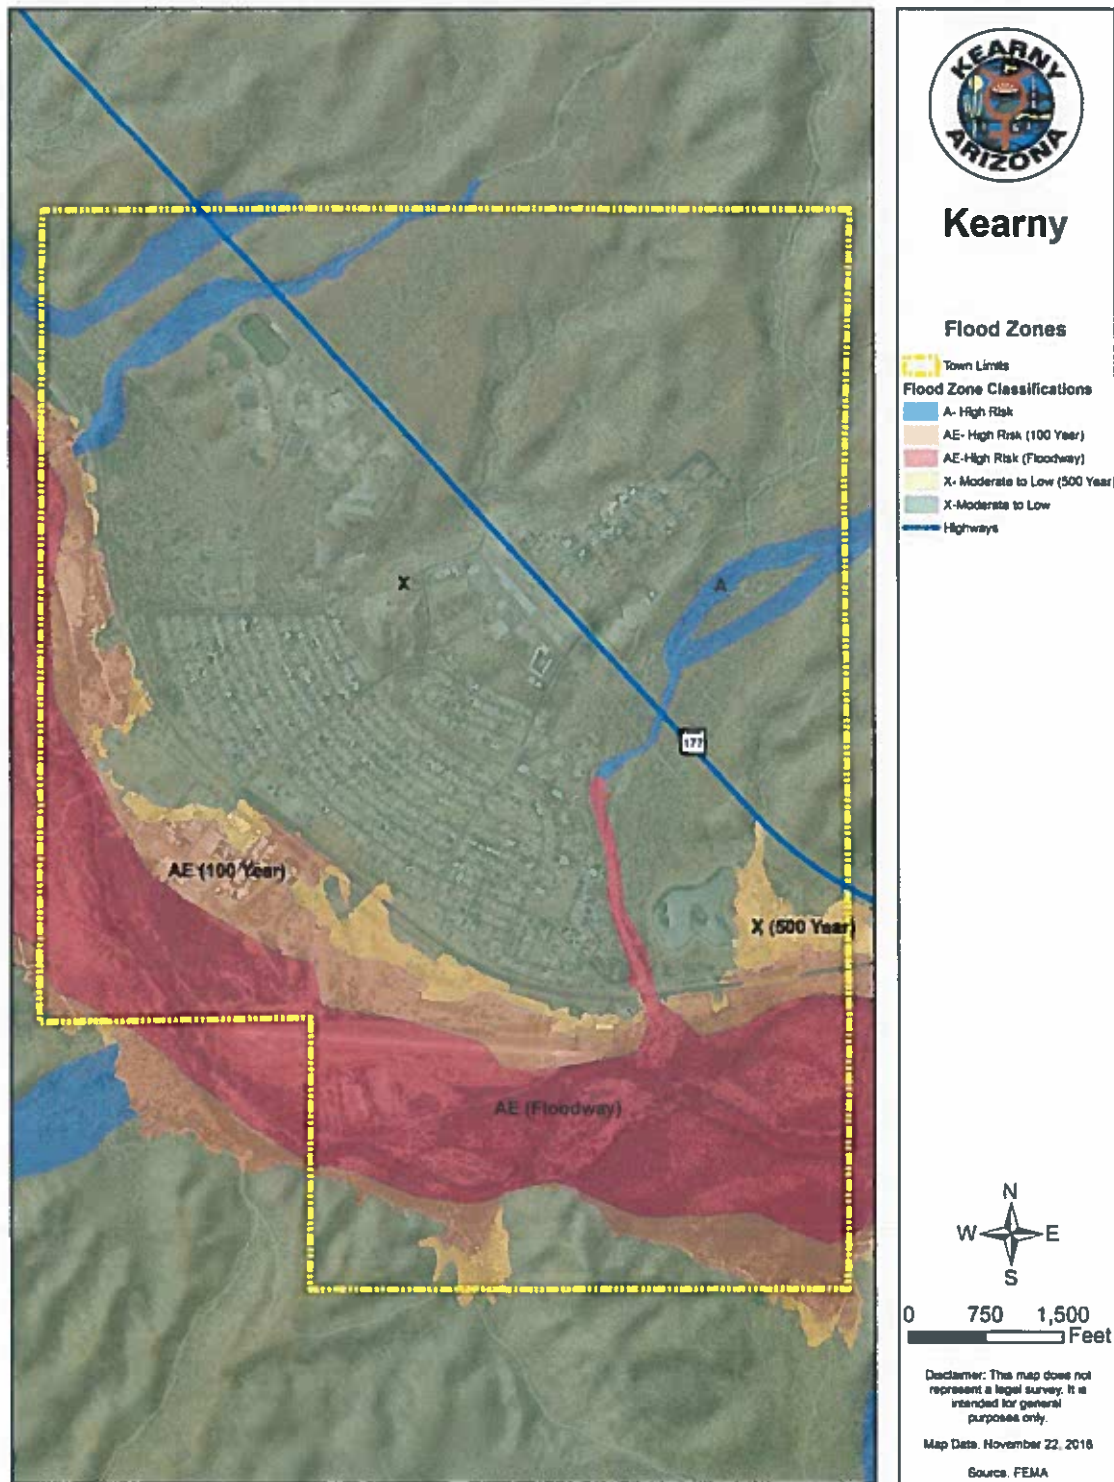 KEARNY
ARIZONA
Kearny
Flood Zones
Town Limits
Flood Zone Classifications
A- High Risk
AE- High Risk (100 Year)
AE-High Risk (Floodway)
X- Moderate to Low (500 Year)
X-Moderate to Low
Highways
X
A
177
AE (100 Year)
X (500 Year)
AE (Floodway)
N
W E
S
0 750 1,500
Feet
Disclaimer: This map does not
represent a legal survey. It is
intended for general
purposes only.
Map Date: November 22, 2016
Source: FEMA